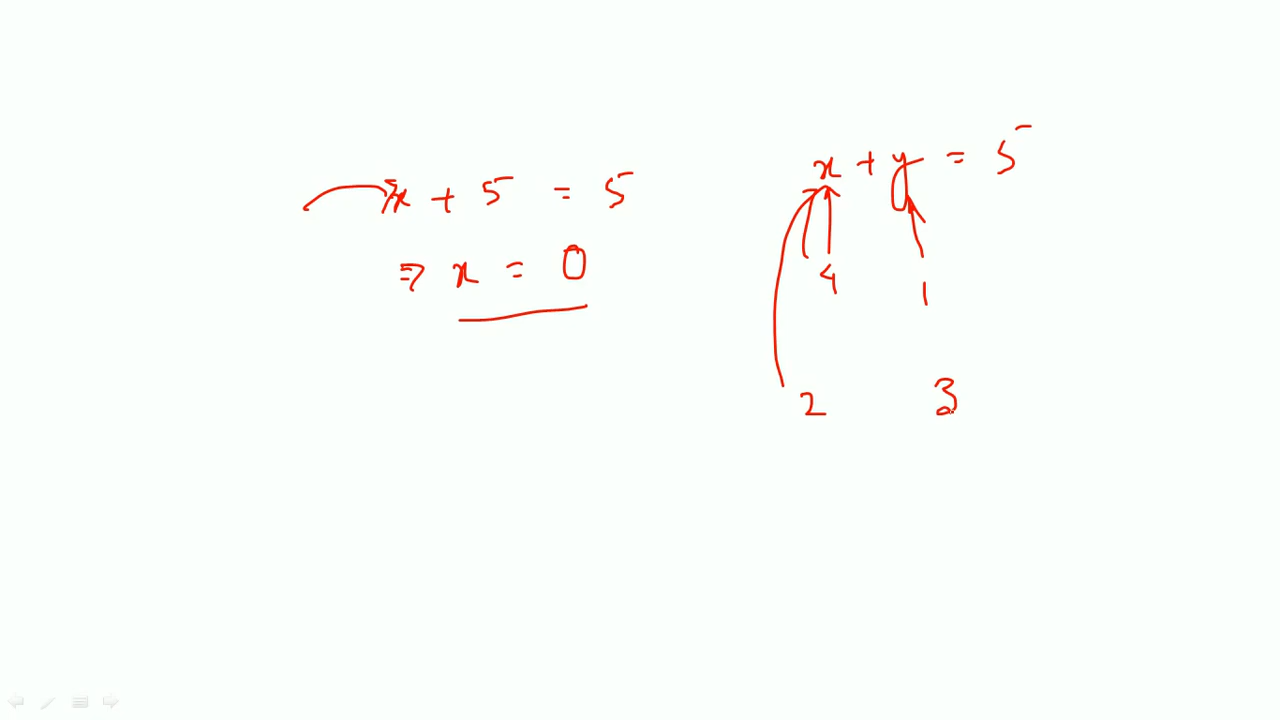 x + 5 = 5
⇒ x = 0
x + y = 5
4 1
2 3